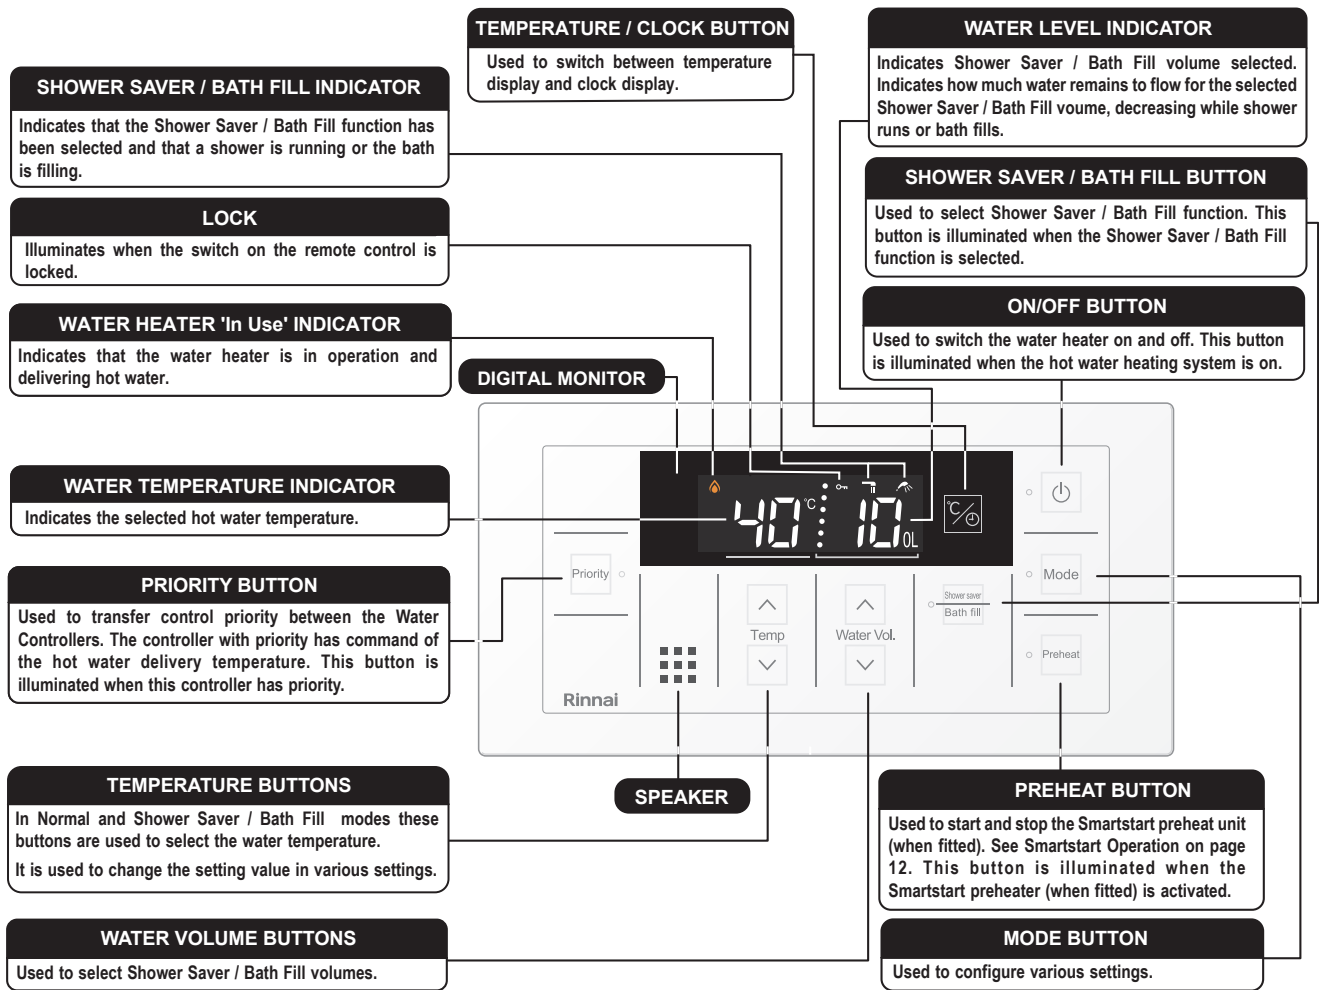 TEMPERATURE / CLOCK BUTTON
Used to switch between temperature
display and clock display.
WATER LEVEL INDICATOR
Indicates Shower Saver / Bath Fill volume selected.
Indicates how much water remains to flow for the selected
Shower Saver / Bath Fill voume, decreasing while shower
runs or bath fills.
SHOWER SAVER / BATH FILL INDICATOR
Indicates that the Shower Saver / Bath Fill function has
been selected and that a shower is running or the bath
is filling.
SHOWER SAVER / BATH FILL BUTTON
Used to select Shower Saver / Bath Fill function. This
button is illuminated when the Shower Saver / Bath Fill
function is selected.
LOCK
Illuminates when the switch on the remote control is
locked.
ON/OFF BUTTON
Used to switch the water heater on and off. This button
is illuminated when the hot water heating system is on.
WATER HEATER 'In Use' INDICATOR
Indicates that the water heater is in operation and
delivering hot water.
DIGITAL MONITOR
WATER TEMPERATURE INDICATOR
Indicates the selected hot water temperature.
40 °C 10 0L
°C/
PRIORITY BUTTON
Used to transfer control priority between the Water
Controllers. The controller with priority has command of
the hot water delivery temperature. This button is
illuminated when this controller has priority.
Priority
Temp
Water Vol.
Shower saver
Bath fill
Mode
Preheat
Rinnai
SPEAKER
TEMPERATURE BUTTONS
In Normal and Shower Saver / Bath Fill modes these
buttons are used to select the water temperature.
It is used to change the setting value in various settings.
PREHEAT BUTTON
Used to start and stop the Smartstart preheat unit
(when fitted). See Smartstart Operation on page
12. This button is illuminated when the
Smartstart preheater (when fitted) is activated.
WATER VOLUME BUTTONS
Used to select Shower Saver / Bath Fill volumes.
MODE BUTTON
Used to configure various settings.